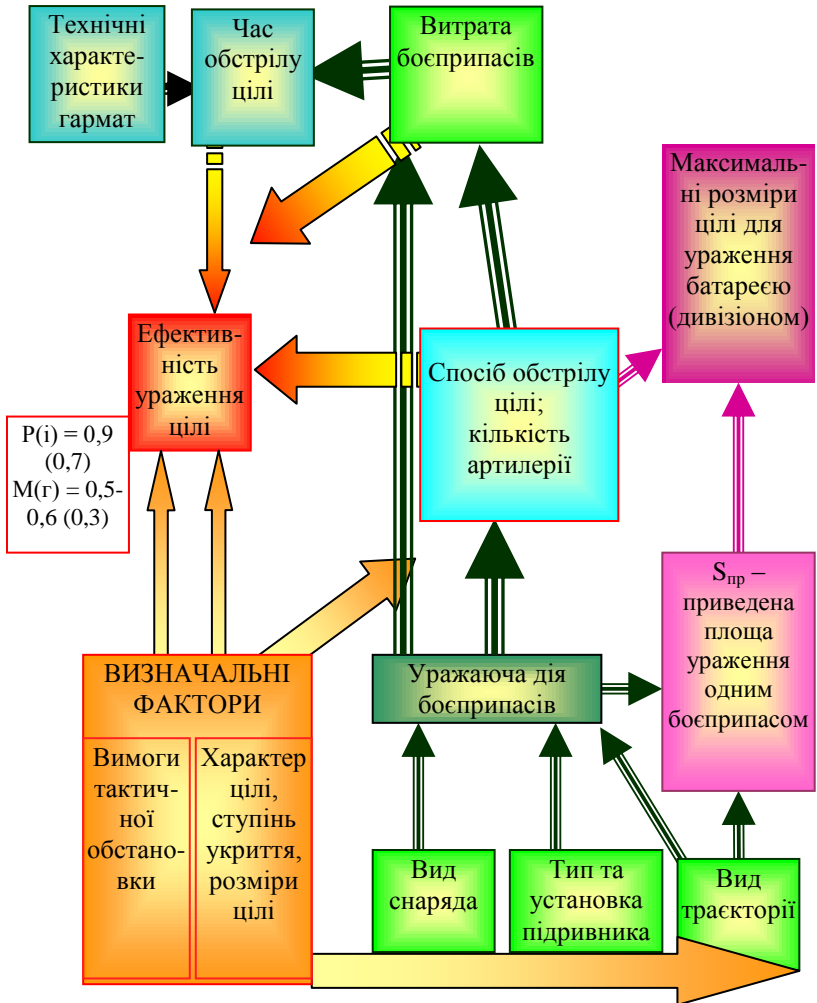 Технічні
характе-
ристики
гармат
Час
обстрілу
цілі
Витрата
боєприпасів
Максималь-
ні розміри
цілі для
ураження
батареєю
(дивізіоном)
Ефектив-
ність
ураження
цілі
P(і) = 0,9
(0,7)
М(г) = 0,5-
0,6 (0,3)
Спосіб обстрілу
цілі;
кількість
артилерії
Sпр –
приведена
площа
ураження
одним
боєприпасом
Уражаюча дія
боєприпасів
ВИЗНАЧАЛЬНІ
ФАКТОРИ
Вимоги
тактич-
ної
обстано-
вки
Характер
цілі,
ступінь
укриття,
розміри
цілі
Вид
снаряда
Тип та
установка
підривника
Вид
траєкторії